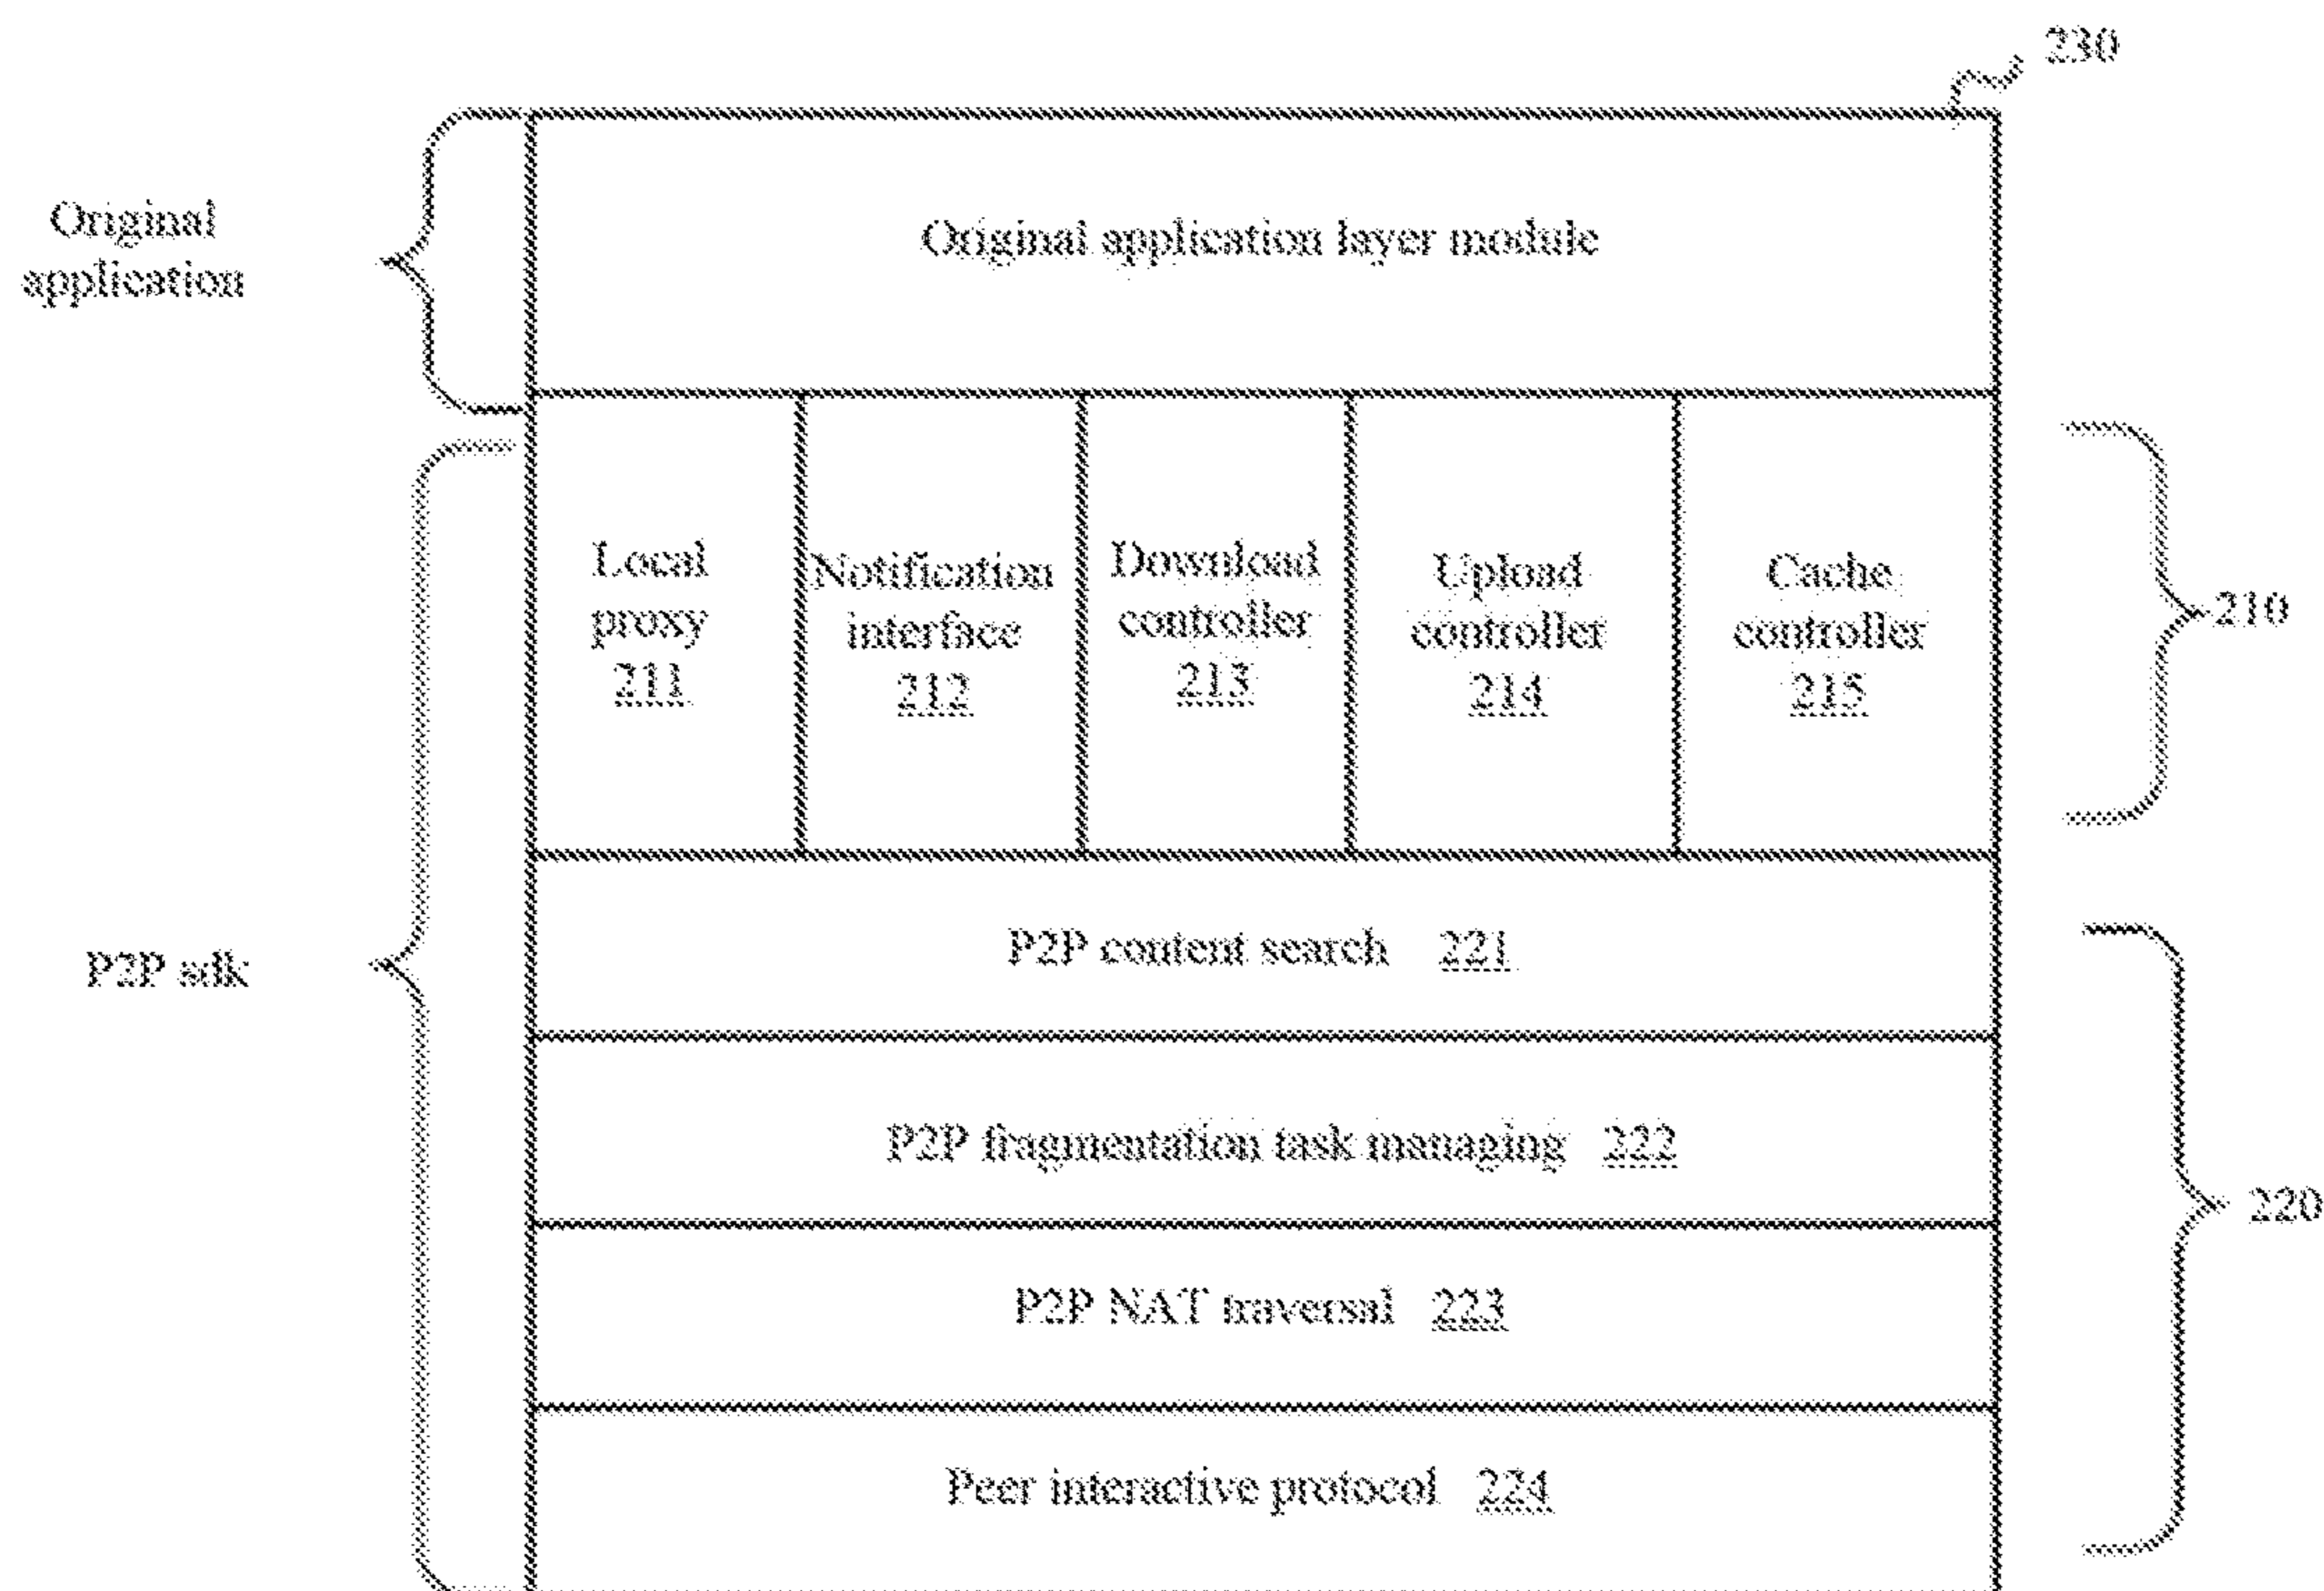 230
Original
application
Original application layer module
Local
proxy
211
Notification
interface
212
Download
controller
213
Upload
controller
214
Cache
controller
215
210
P2P content search 221
P2P sdk
P2P fragmentation task managing 222
220
P2P NAT traversal 223
Peer interactive protocol 224